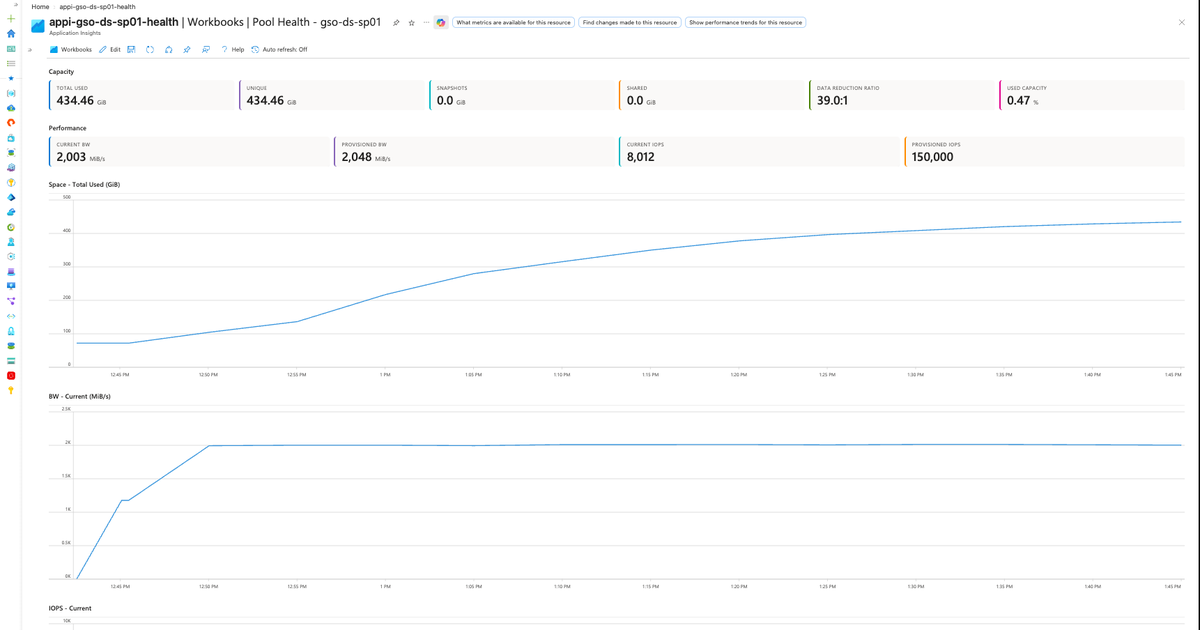 Home > appi-gso-ds-sp01-health
appi-gso-ds-sp01-health | Workbooks | Pool Health - gso-ds-sp01
What metrics are available for this resource
Find changes made to this resource
Show performance trends for this resource
Application Insights
Workbooks
Edit
? Help
Auto refresh: Off
Capacity
TOTAL USED
434.46 GiB
UNIQUE
434.46 GiB
SNAPSHOTS
0.0 GiB
SHARED
0.0 GiB
DATA REDUCTION RATIO
39.0:1
USED CAPACITY
0.47 %
Performance
CURRENT BW
2,003 MiB/s
PROVISIONED BW
2,048 MiB/s
CURRENT IOPS
8,012
PROVISIONED IOPS
150,000
Space - Total Used (GiB)
500
400
300
200
100
0
12:45 PM 12:50 PM 12:55 PM 1 PM 1:05 PM 1:10 PM 1:15 PM 1:20 PM 1:25 PM 1:30 PM 1:35 PM 1:40 PM 1:45 PM
BW - Current (MiB/s)
2.5K
2K
1.5K
1K
0.5K
0K
12:45 PM 12:50 PM 12:55 PM 1 PM 1:05 PM 1:10 PM 1:15 PM 1:20 PM 1:25 PM 1:30 PM 1:35 PM 1:40 PM 1:45 PM
IOPS - Current
10K